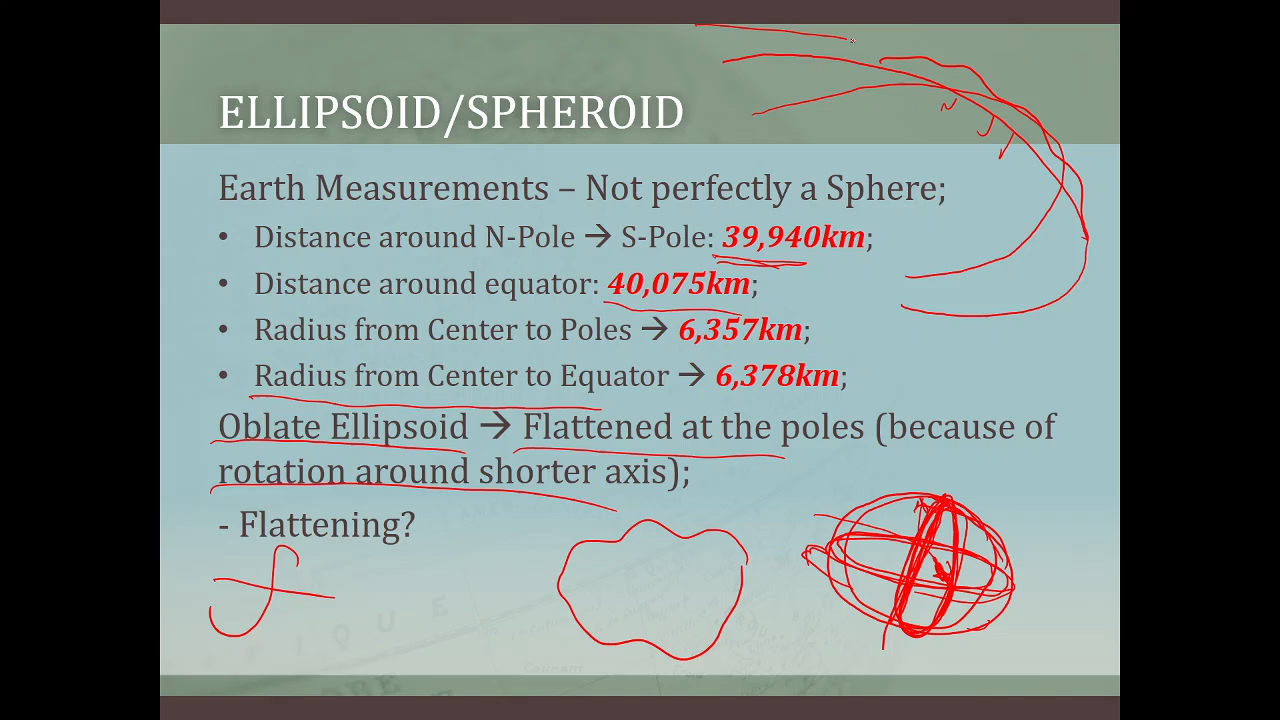 ELLIPSOID/SPHEROID
Earth Measurements – Not perfectly a Sphere;
• Distance around N-Pole → S-Pole: 39,940km;
• Distance around equator: 40,075km;
• Radius from Center to Poles → 6,357km;
• Radius from Center to Equator → 6,378km;
Oblate Ellipsoid → Flattened at the poles (because of
rotation around shorter axis);
- Flattening?
f